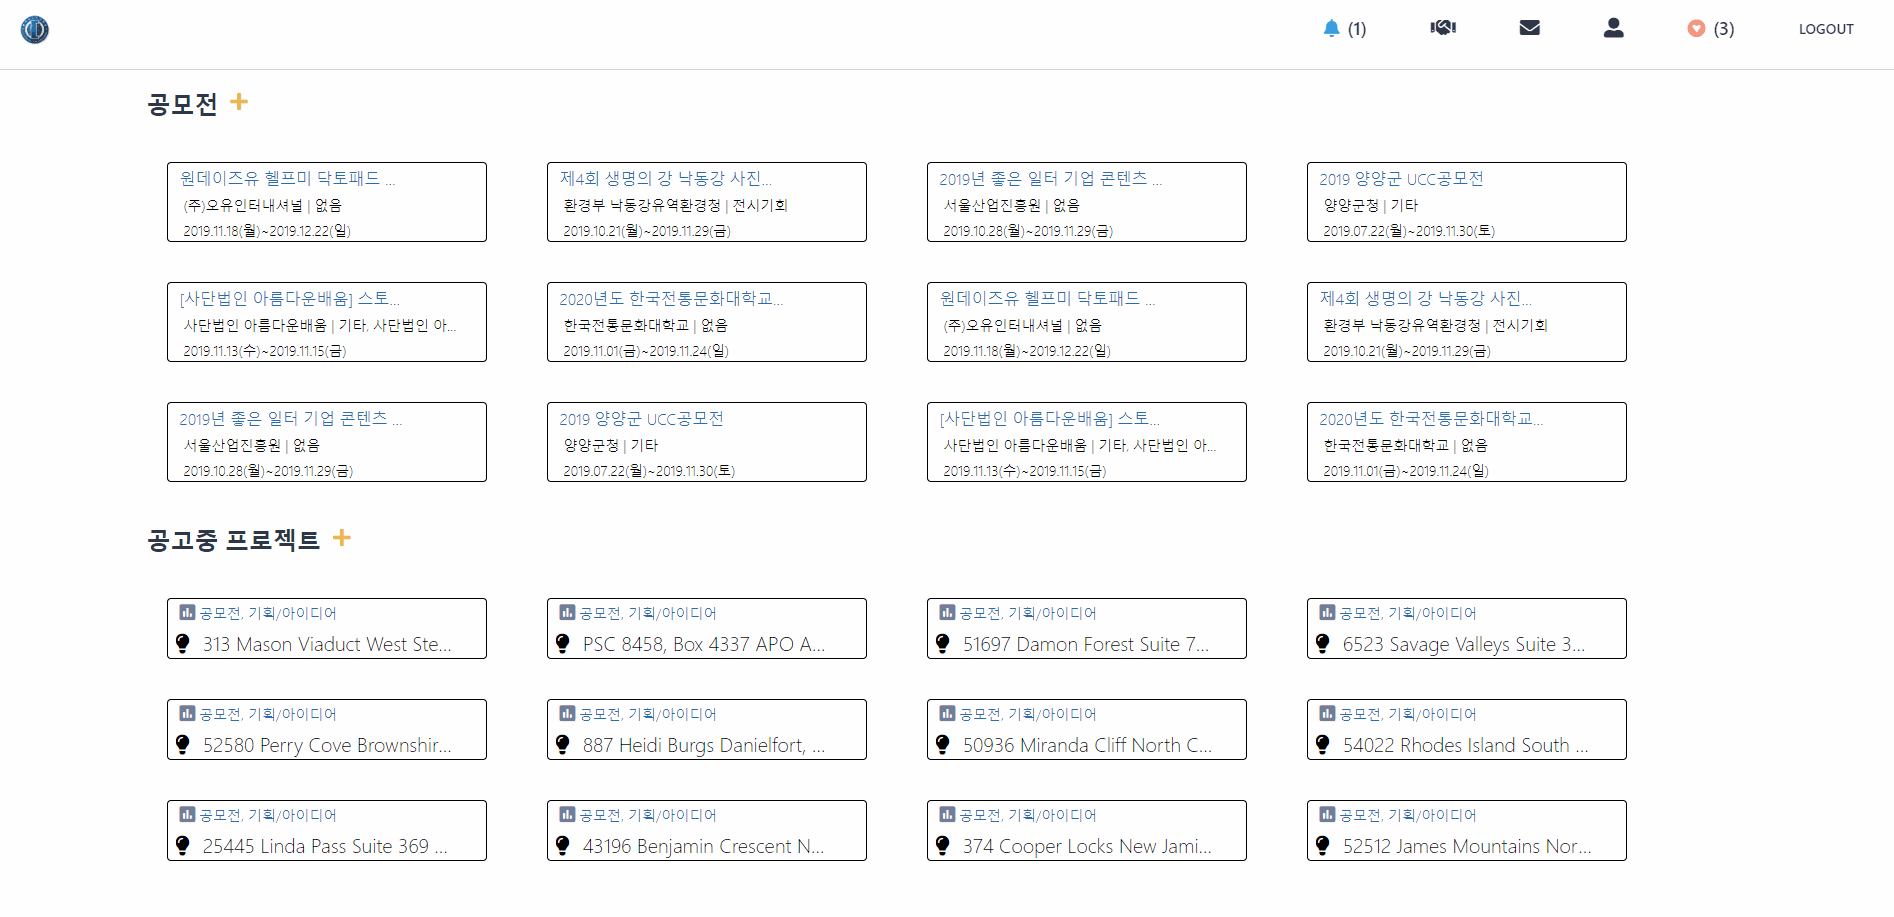 (1)
(3)
LOGOUT
공모전 +
원데이즈유 헬프미 닥토패드 ...
(주)오유인터내셔널 | 없음
2019.11.18(월)~2019.12.22(일)
제4회 생명의 강 낙동강 사진...
환경부 낙동강유역환경청 | 전시기회
2019.10.21(월)~2019.11.29(금)
2019년 좋은 일터 기업 콘텐츠 ...
서울산업진흥원 | 없음
2019.10.28(월)~2019.11.29(금)
2019 양양군 UCC공모전
양양군청 | 기타
2019.07.22(월)~2019.11.30(토)
[사단법인 아름다운배움] 스토...
사단법인 아름다운배움 | 기타, 사단법인 아...
2019.11.13(수)~2019.11.15(금)
2020년도 한국전통문화대학교...
한국전통문화대학교 | 없음
2019.11.01(금)~2019.11.24(일)
원데이즈유 헬프미 닥토패드 ...
(주)오유인터내셔널 | 없음
2019.11.18(월)~2019.12.22(일)
제4회 생명의 강 낙동강 사진...
환경부 낙동강유역환경청 | 전시기회
2019.10.21(월)~2019.11.29(금)
2019년 좋은 일터 기업 콘텐츠 ...
서울산업진흥원 | 없음
2019.10.28(월)~2019.11.29(금)
2019 양양군 UCC공모전
양양군청 | 기타
2019.07.22(월)~2019.11.30(토)
[사단법인 아름다운배움] 스토...
사단법인 아름다운배움 | 기타, 사단법인 아...
2019.11.13(수)~2019.11.15(금)
2020년도 한국전통문화대학교...
한국전통문화대학교 | 없음
2019.11.01(금)~2019.11.24(일)
공고중 프로젝트 +
공모전, 기획/아이디어
313 Mason Viaduct West Ste...
공모전, 기획/아이디어
PSC 8458, Box 4337 APO A...
공모전, 기획/아이디어
51697 Damon Forest Suite 7...
공모전, 기획/아이디어
6523 Savage Valleys Suite 3...
공모전, 기획/아이디어
52580 Perry Cove Brownshir...
공모전, 기획/아이디어
887 Heidi Burgs Danielfort, ...
공모전, 기획/아이디어
50936 Miranda Cliff North C...
공모전, 기획/아이디어
54022 Rhodes Island South ...
공모전, 기획/아이디어
25445 Linda Pass Suite 369 ...
공모전, 기획/아이디어
43196 Benjamin Crescent N...
공모전, 기획/아이디어
374 Cooper Locks New Jami...
공모전, 기획/아이디어
52512 James Mountains Nor...